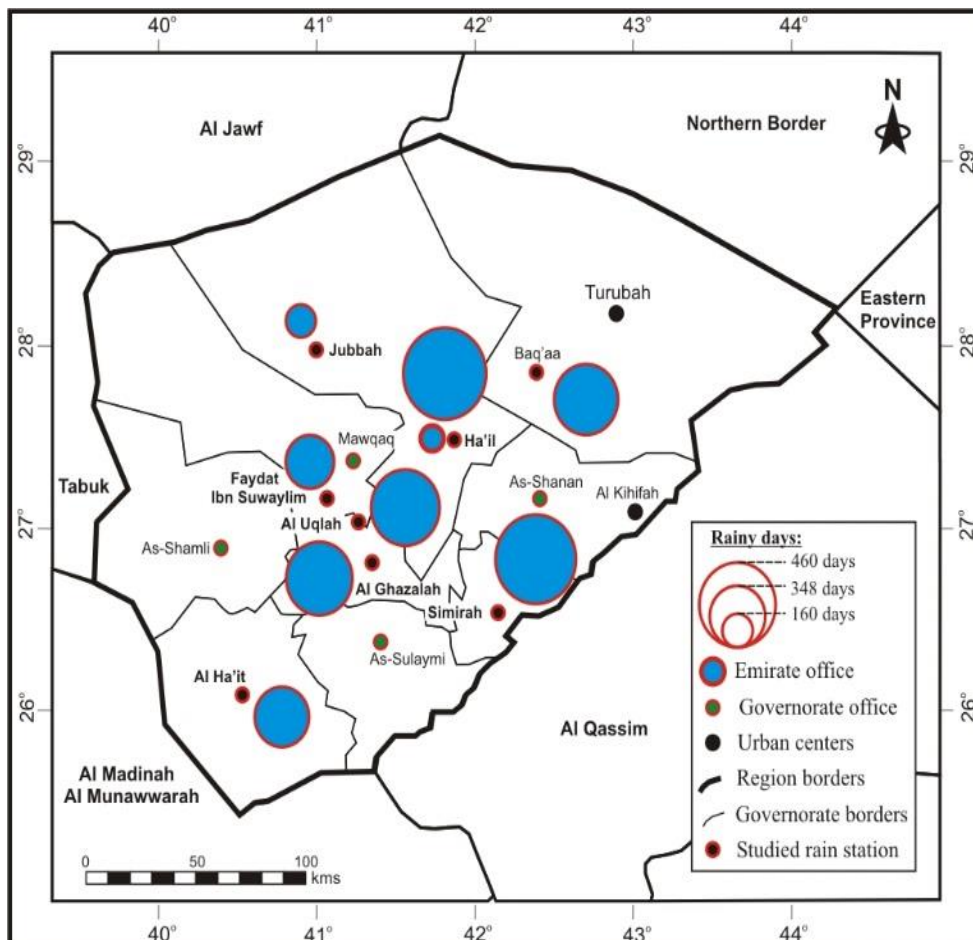 40° 41° 42° 43° 44°
N
Al Jawf
Northern Border
29° 29°
Eastern
Province
Turubah
28° 28°
Jubbah
Baq'aa
Mawqaq
Ha'il
Faydat
Ibn Suwaylim
As-Shanan
Al Kihifah
Tabuk
Al Uqlah
27° 27°
As-Shamli
Al Ghazalah
Simirah
As-Sulaymi
Al Ha'it
26° 26°
Al Qassim
Al Madinah
Al Munawwarah
Rainy days:
460 days
348 days
160 days
Emirate office
Governorate office
Urban centers
Region borders
Governorate borders
Studied rain station
0 50 100
kms
40° 41° 42° 43° 44°